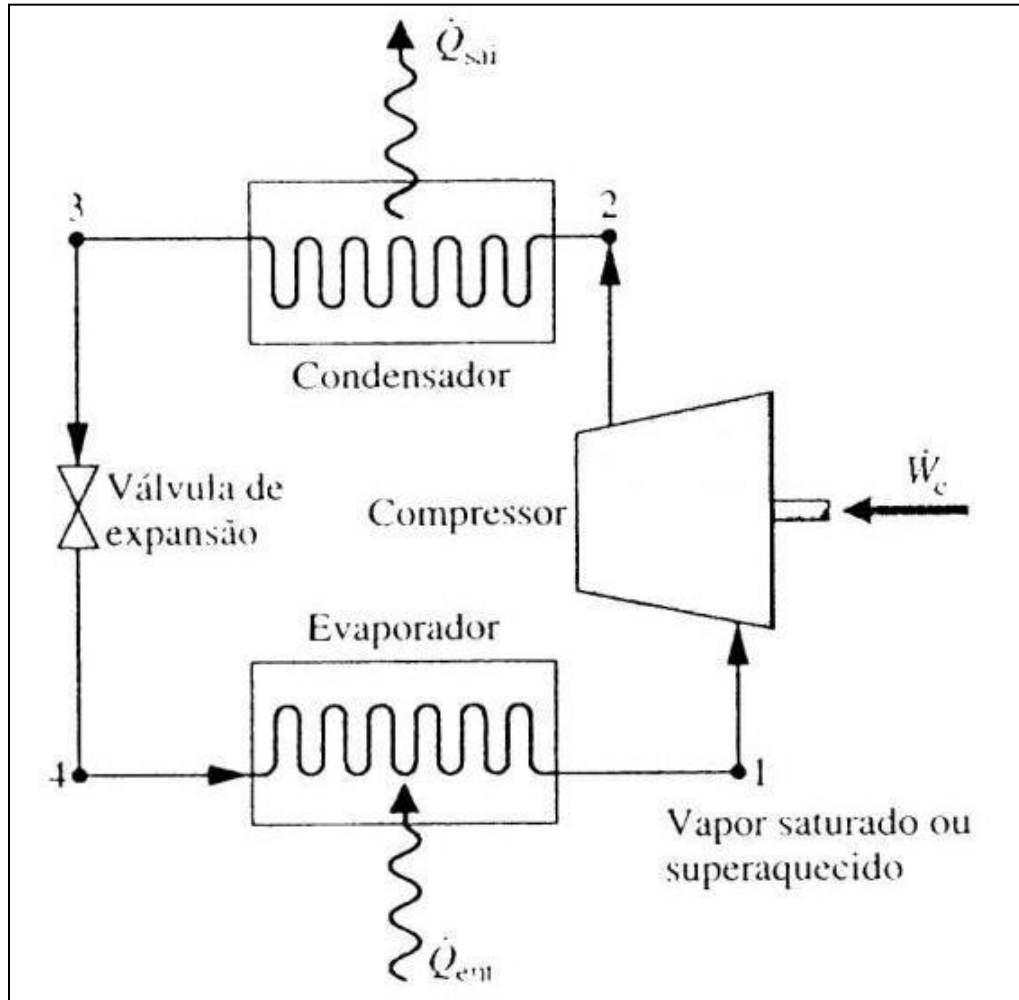 Q̇sai
3
2
Condensador
Válvula de
expansão
Compressor
Ẇc
Evaporador
4
1
Vapor saturado ou
superaquecido
Q̇ent